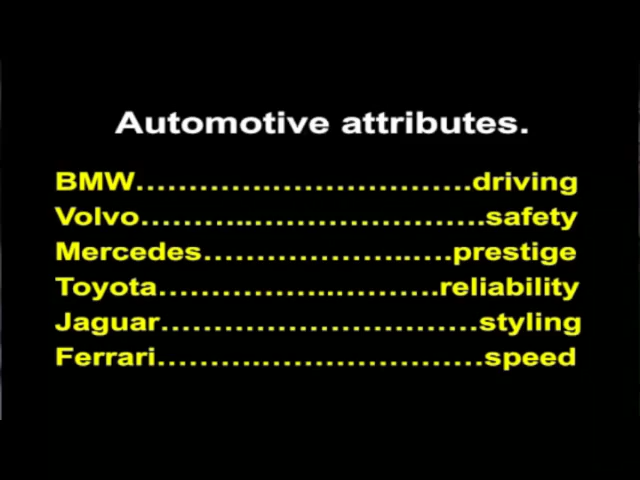 Automotive attributes.
BMW…………..……………….driving
Volvo………..………………….safety
Mercedes………………..….prestige
Toyota……………..……….reliability
Jaguar………………….….…styling
Ferrari……….…………………speed